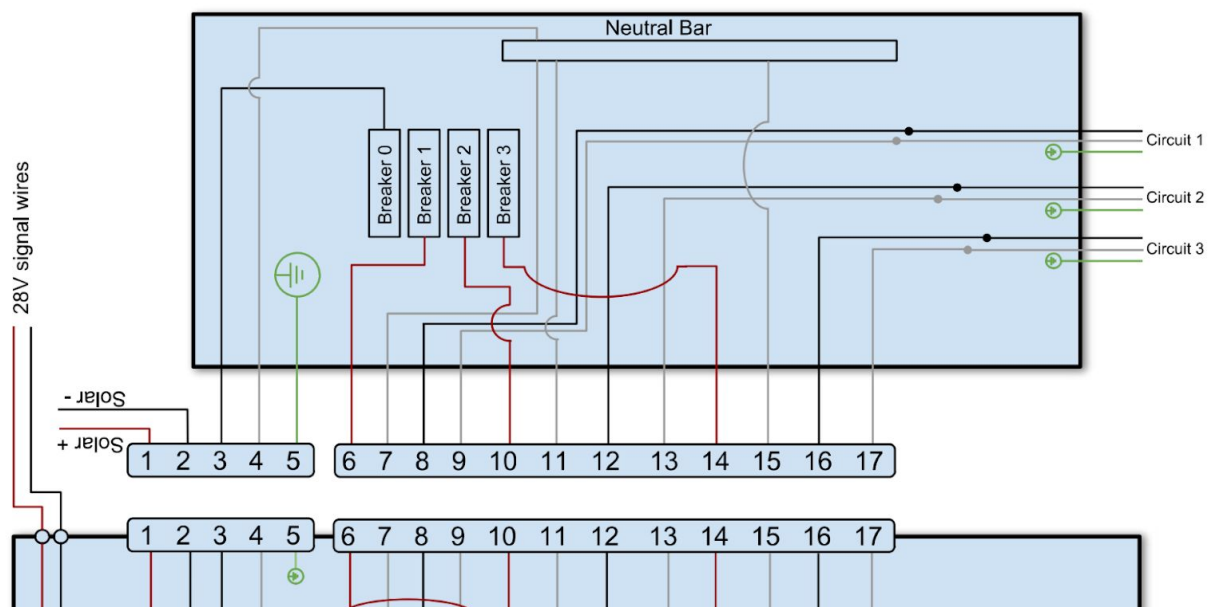 Neutral Bar
Breaker 0
Breaker 1
Breaker 2
Breaker 3
Circuit 1
Circuit 2
Circuit 3
28V signal wires
Solar -
Solar +
1 2 3 4 5 6 7 8 9 10 11 12 13 14 15 16 17
1 2 3 4 5 6 7 8 9 10 11 12 13 14 15 16 17